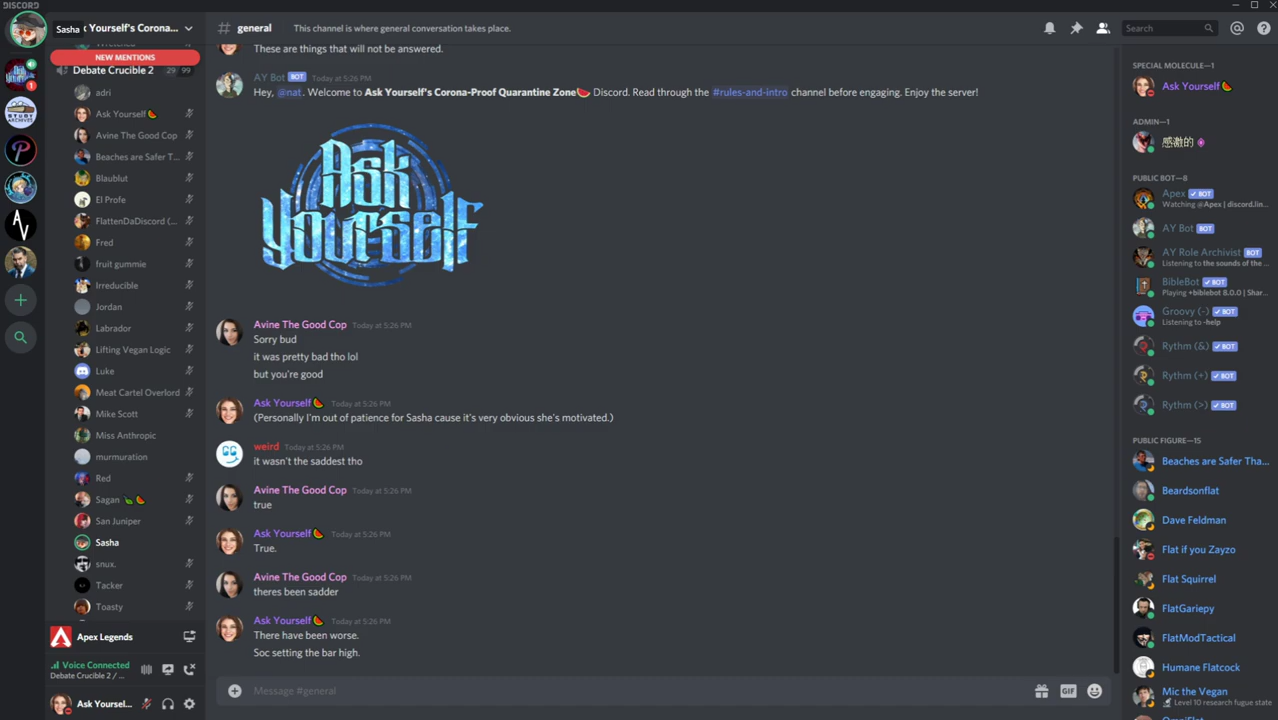 DISCORD
Sasha
k Yourself's Corona...
NEW MENTIONS
Debate Crucible 2 29 99
adri
Ask Yourself🍉
Avine The Good Cop
Beaches are Safer T...
Blaublut
El Profe
FlattenDaDiscord (...
Fred
fruit gummie
Irreducible
Jordan
Labrador
Lifting Vegan Logic
Luke
Meat Cartel Overlord
Mike Scott
Miss Anthropic
murmuration
Red
Sagan 🍉
San Juniper
Sasha
snux.
Tacker
Toasty
Apex Legends
Voice Connected
Debate Crucible 2 / ...
Ask Yoursel...
# general
This channel is where general conversation takes place.
Search
These are things that will not be answered.
AY Bot BOT Today at 5:26 PM
Hey, @nat. Welcome to Ask Yourself's Corona-Proof Quarantine Zone🍉 Discord. Read through the #rules-and-intro channel before engaging. Enjoy the server!
Ask
Yourself
Avine The Good Cop Today at 5:26 PM
Sorry bud
it was pretty bad tho lol
but you're good
Ask Yourself🍉 Today at 5:26 PM
(Personally I'm out of patience for Sasha cause it's very obvious she's motivated.)
weird Today at 5:26 PM
it wasn't the saddest tho
Avine The Good Cop Today at 5:26 PM
true
Ask Yourself🍉 Today at 5:26 PM
True.
Avine The Good Cop Today at 5:26 PM
theres been sadder
Ask Yourself🍉 Today at 5:26 PM
There have been worse.
Soc setting the bar high.
Message #general
GIF
SPECIAL MOLECULE—1
Ask Yourself🍉
ADMIN—1
感激的
PUBLIC BOT—8
Apex BOT
Watching @Apex | discord.lin...
AY Bot BOT
AY Role Archivist BOT
Listening to the sounds of the ...
BibleBot BOT
Playing +biblebot 8.0.0 | Shar...
Groovy (-) BOT
Listening to -help
Rythm (&) BOT
Rythm (+) BOT
Rythm (>) BOT
PUBLIC FIGURE—15
Beaches are Safer Tha...
Beardsonflat
Dave Feldman
Flat if you Zayzo
Flat Squirrel
FlatGariepy
FlatModTactical
Humane Flatcock
Mic the Vegan
Level 10 research fugue state